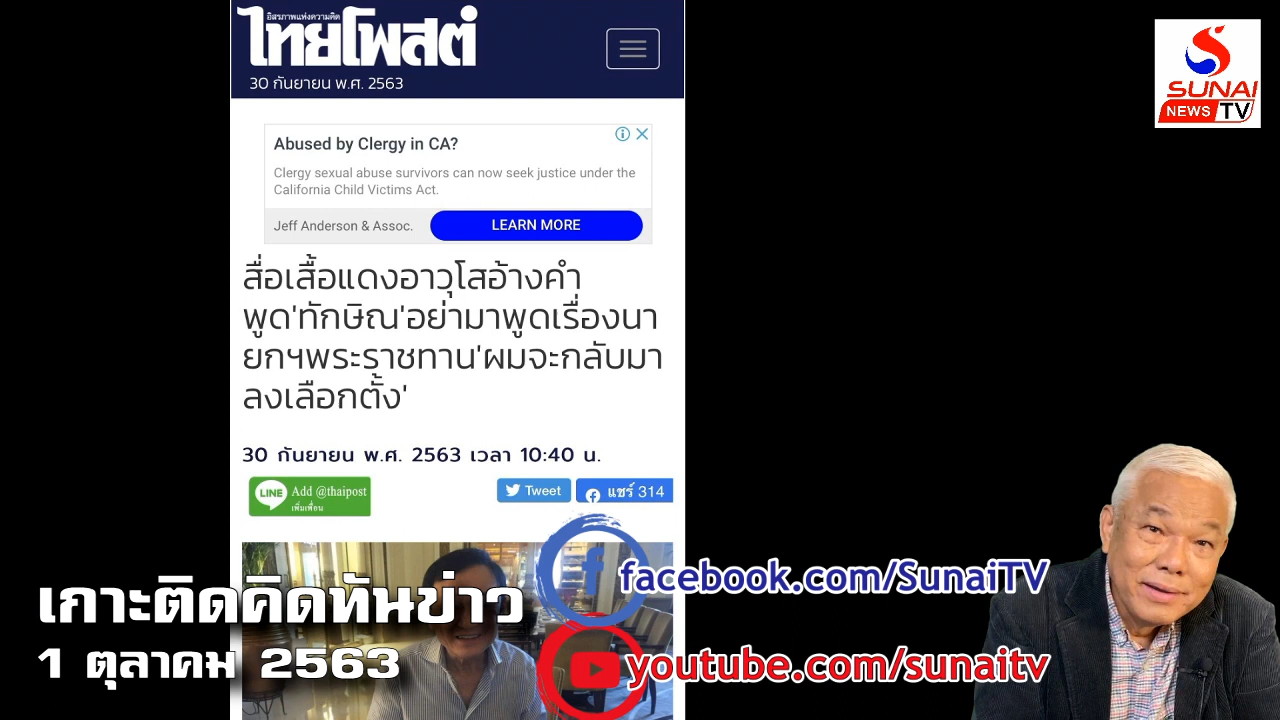 อิสรภาพแห่งความคิด
ไทยโพสต์
30 กันยายน พ.ศ. 2563
SUNAI
NEWS TV
Abused by Clergy in CA?
Clergy sexual abuse survivors can now seek justice under the
California Child Victims Act.
Jeff Anderson & Assoc.
LEARN MORE
สื่อเสื้อแดงอาวุโสอ้างคำ
พูด'ทักษิณ'อย่ามาพูดเรื่องนา
ยกฯพระราชทาน'ผมจะกลับมา
ลงเลือกตั้ง'
30 กันยายน พ.ศ. 2563 เวลา 10:40 น.
LINE Add @thaipost
เพิ่มเพื่อน
Tweet
แชร์ 314
facebook.com/SunaiTV
เกาะติดคิดทันข่าว
1 ตุลาคม 2563
youtube.com/sunaitv